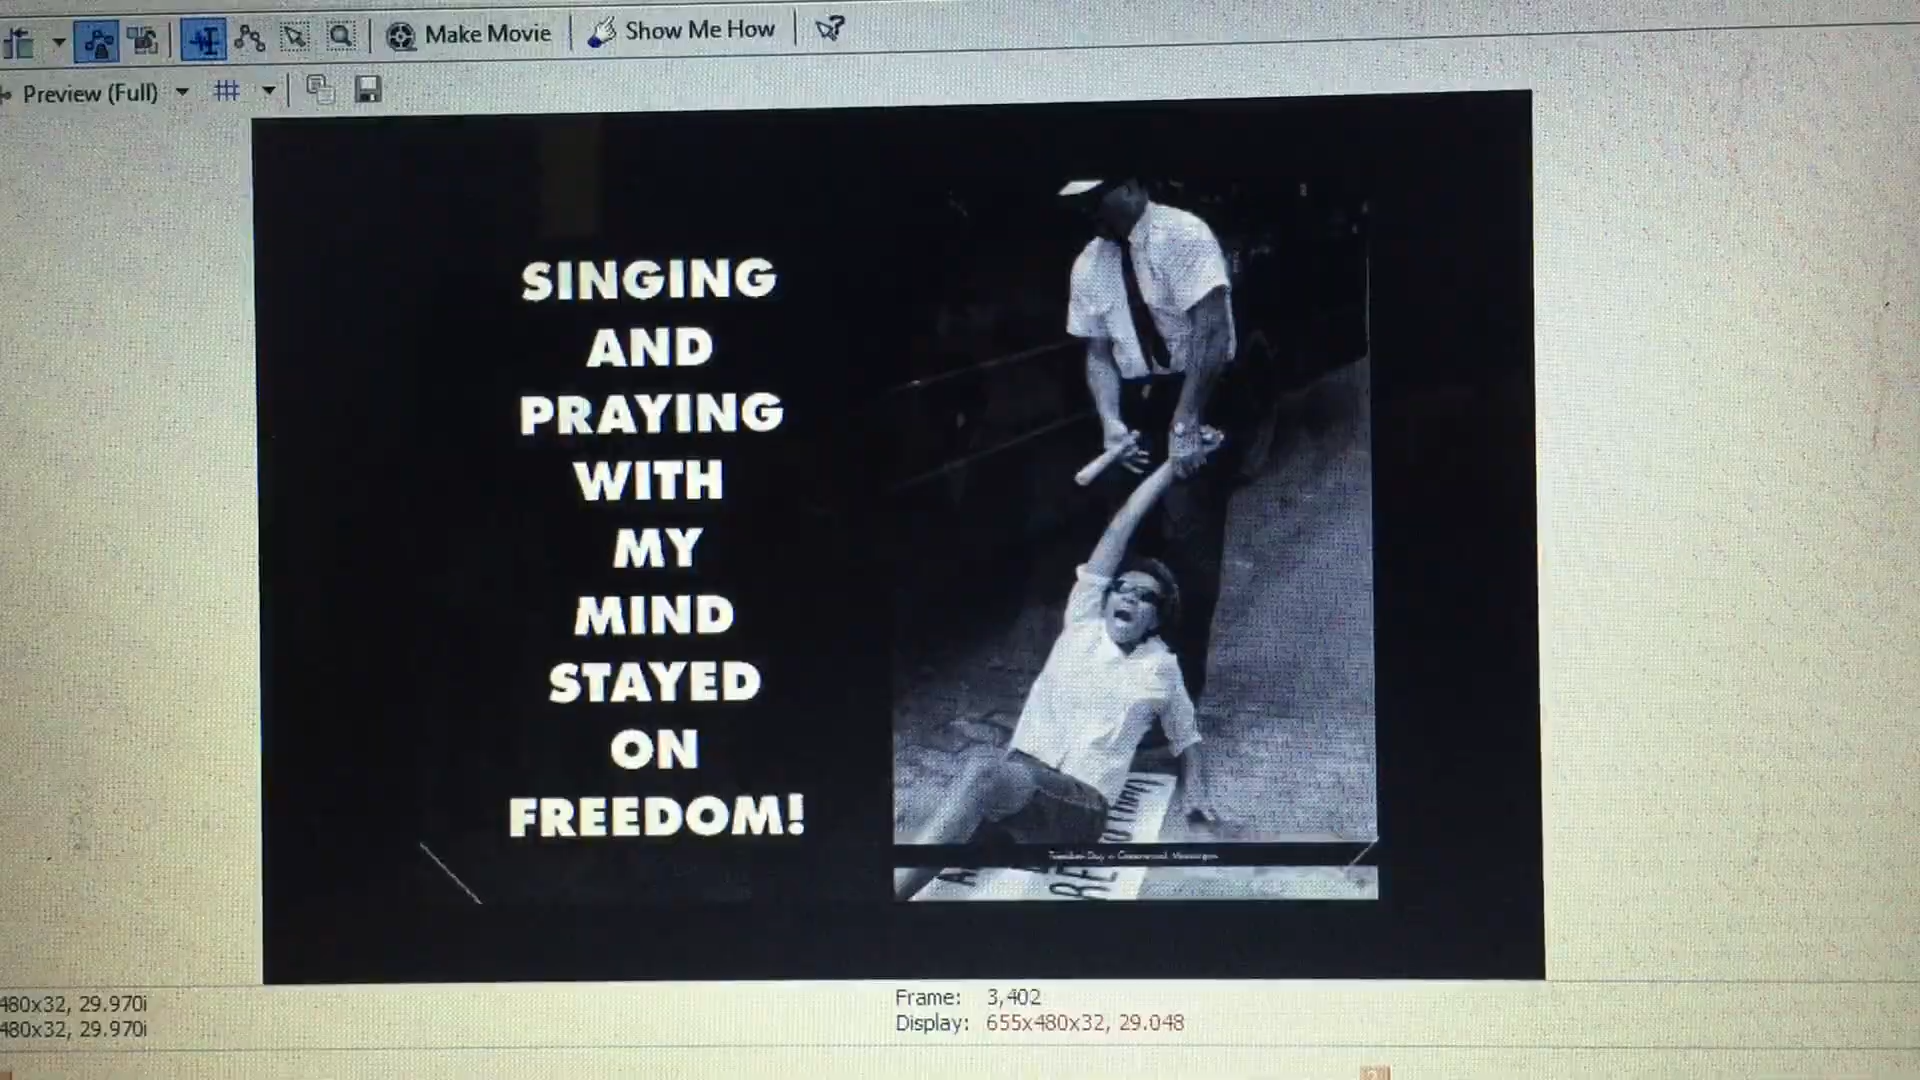 Make Movie
Show Me How
Preview (Full)
SINGING
AND
PRAYING
WITH
MY
MIND
STAYED
ON
FREEDOM!
480x32, 29.970i
480x32, 29.970i
Frame: 3,402
Display: 655x480x32, 29.048